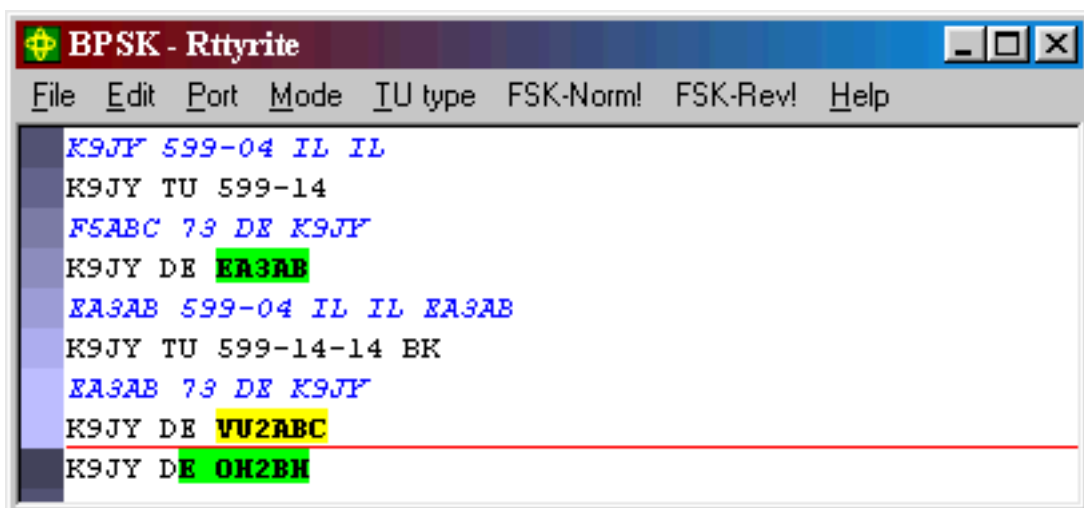 BPSK - Rttyrite
File Edit Port Mode TU type FSK-Norm! FSK-Rev! Help
K9JY 599-04 IL IL
K9JY TU 599-14
F5ABC 73 DE K9JY
K9JY DE EA3AB
EA3AB 599-04 IL IL EA3AB
K9JY TU 599-14-14 BK
EA3AB 73 DE K9JY
K9JY DE VU2ABC
K9JY DE OH2BH